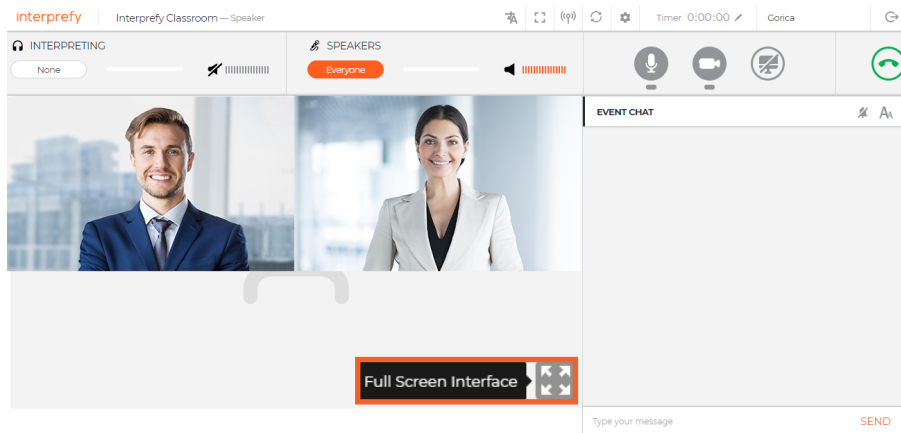 interprefy
Interprefy Classroom — Speaker
Timer 0:00:00
Gorica
INTERPRETING
None
SPEAKERS
Everyone
EVENT CHAT
AA
Full Screen Interface
Type your message
SEND